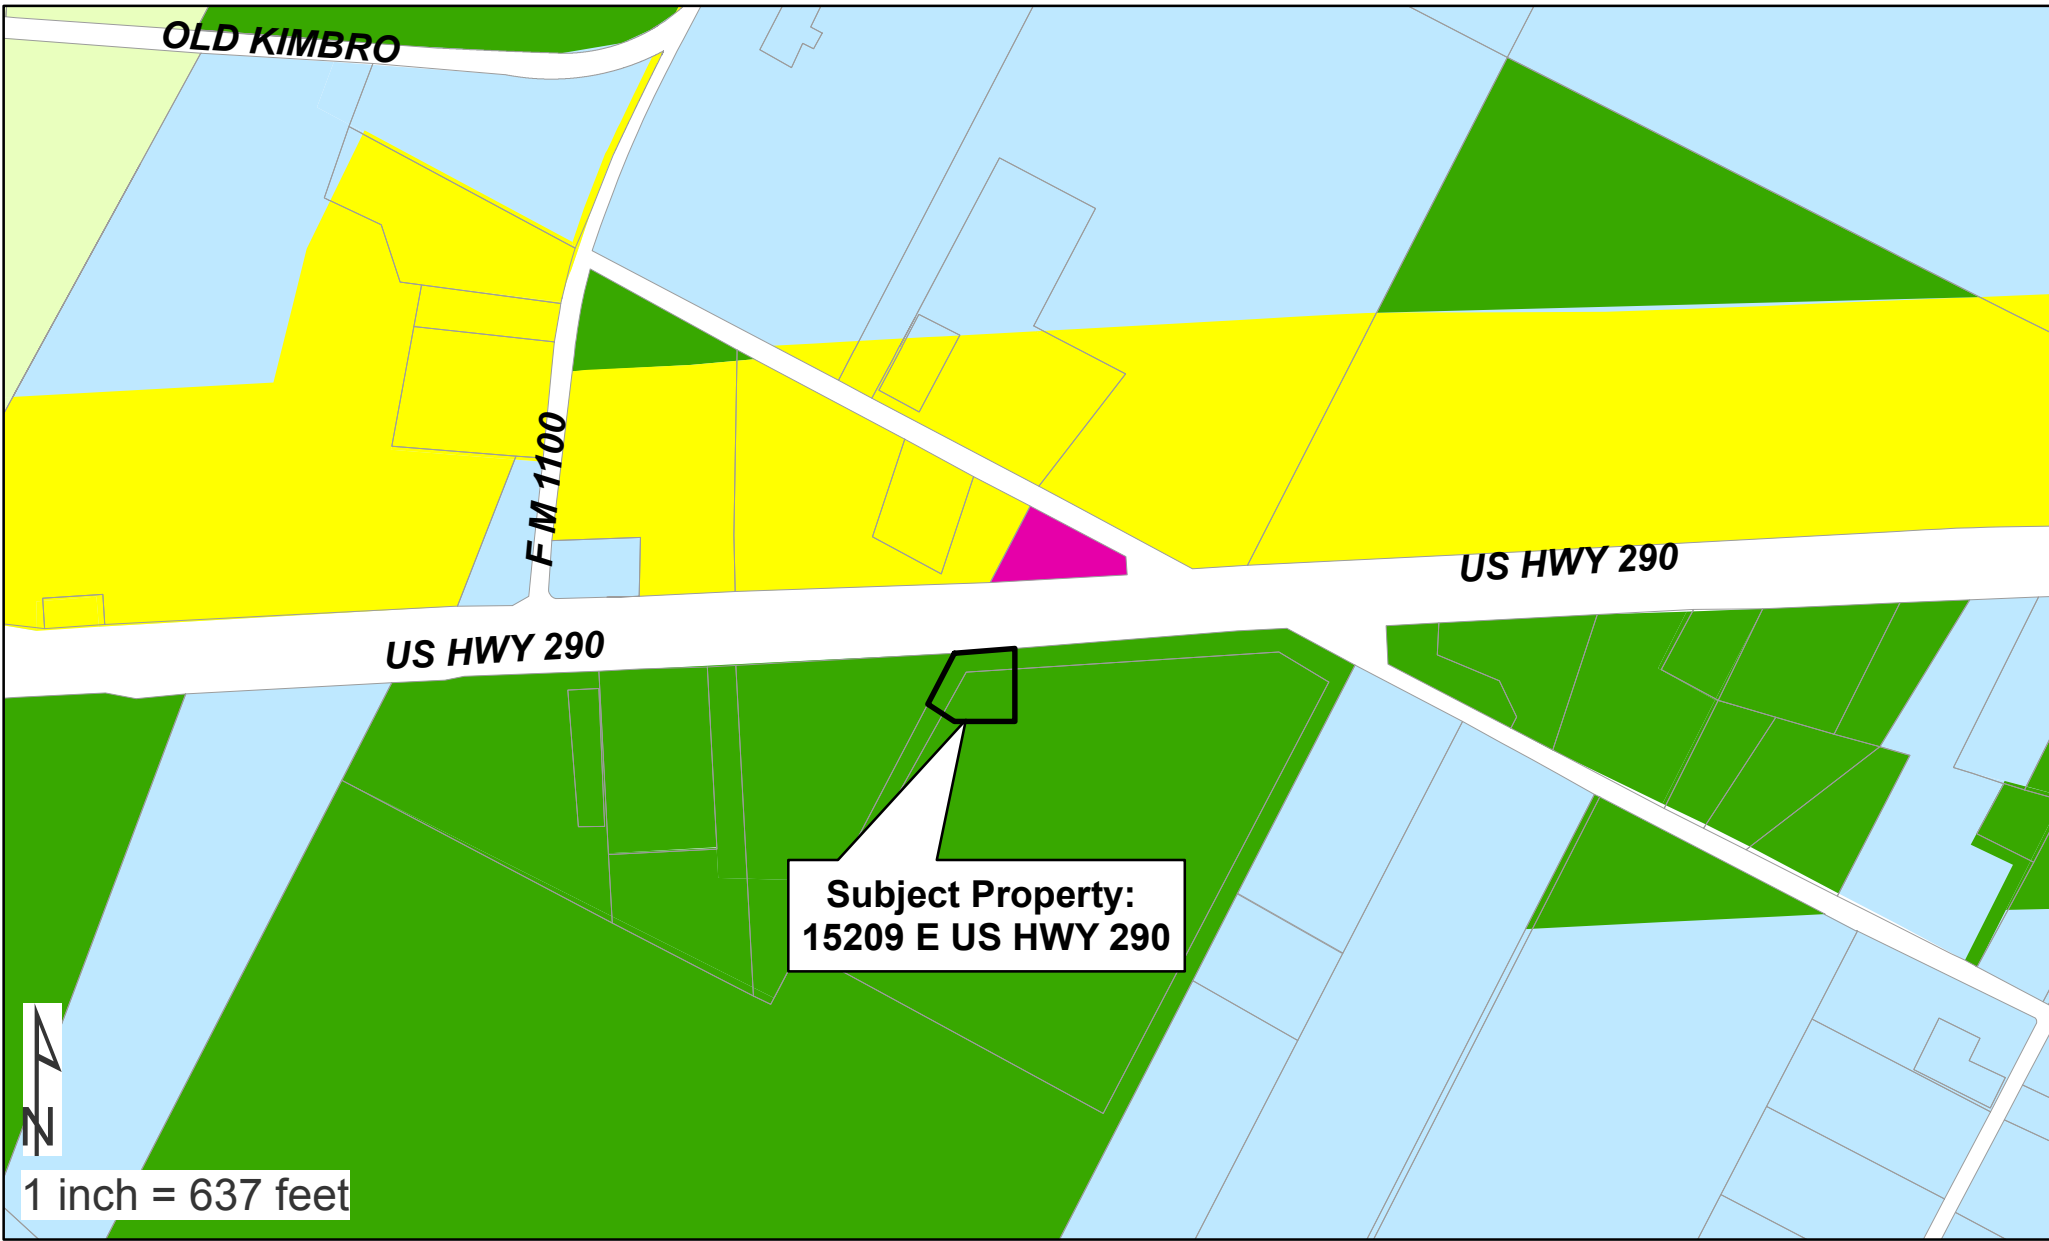 OLD KIMBRO
F M 1100
US HWY 290
US HWY 290
Subject Property:
15209 E US HWY 290
N
1 inch = 637 feet